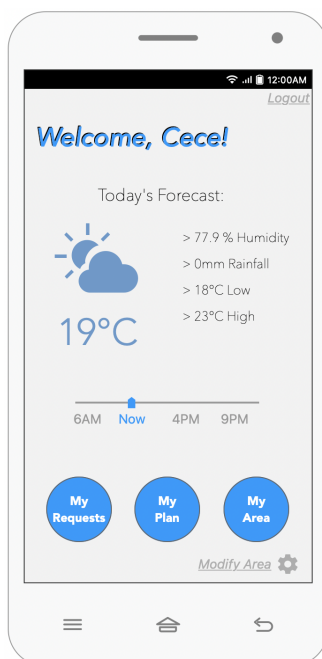 12:00AM
Logout
Welcome, Cece!
Today's Forecast:
> 77.9 % Humidity
> 0mm Rainfall
> 18°C Low
> 23°C High
19°C
6AM Now 4PM 9PM
My
Requests
My
Plan
My
Area
Modify Area